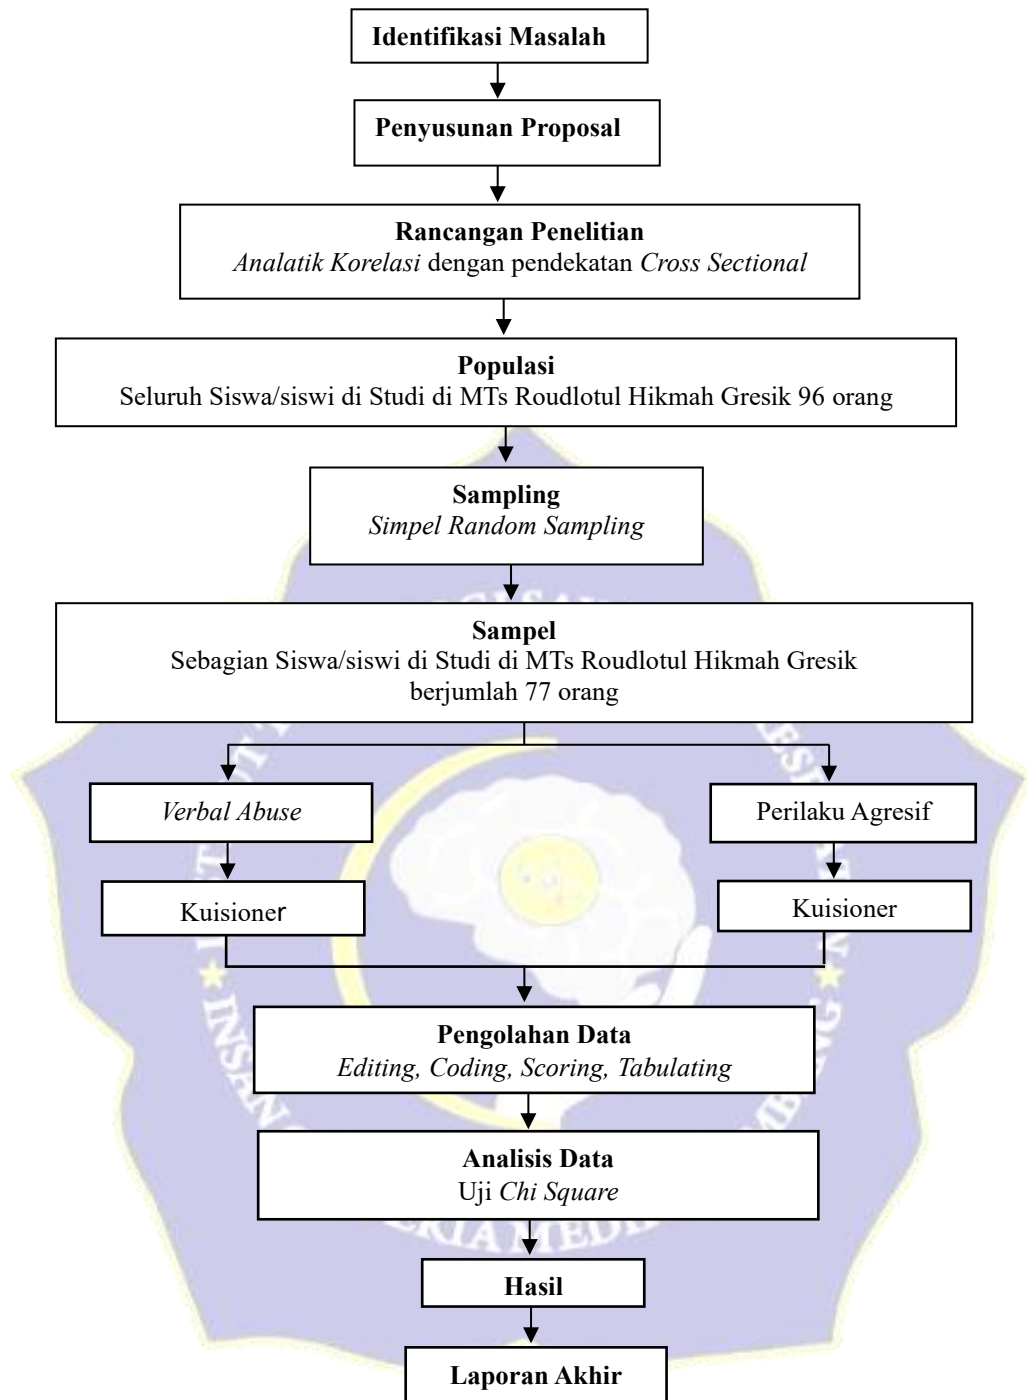 Identifikasi Masalah
Penyusunan Proposal
Rancangan Penelitian
Analatik Korelasi dengan pendekatan Cross Sectional
Populasi
Seluruh Siswa/siswi di Studi di MTs Roudlotul Hikmah Gresik 96 orang
Sampling
Simpel Random Sampling
Sampel
Sebagian Siswa/siswi di Studi di MTs Roudlotul Hikmah Gresik
berjumlah 77 orang
Verbal Abuse
Perilaku Agresif
Kuisioner
Kuisioner
Pengolahan Data
Editing, Coding, Scoring, Tabulating
Analisis Data
Uji Chi Square
Hasil
Laporan Akhir
INSAN